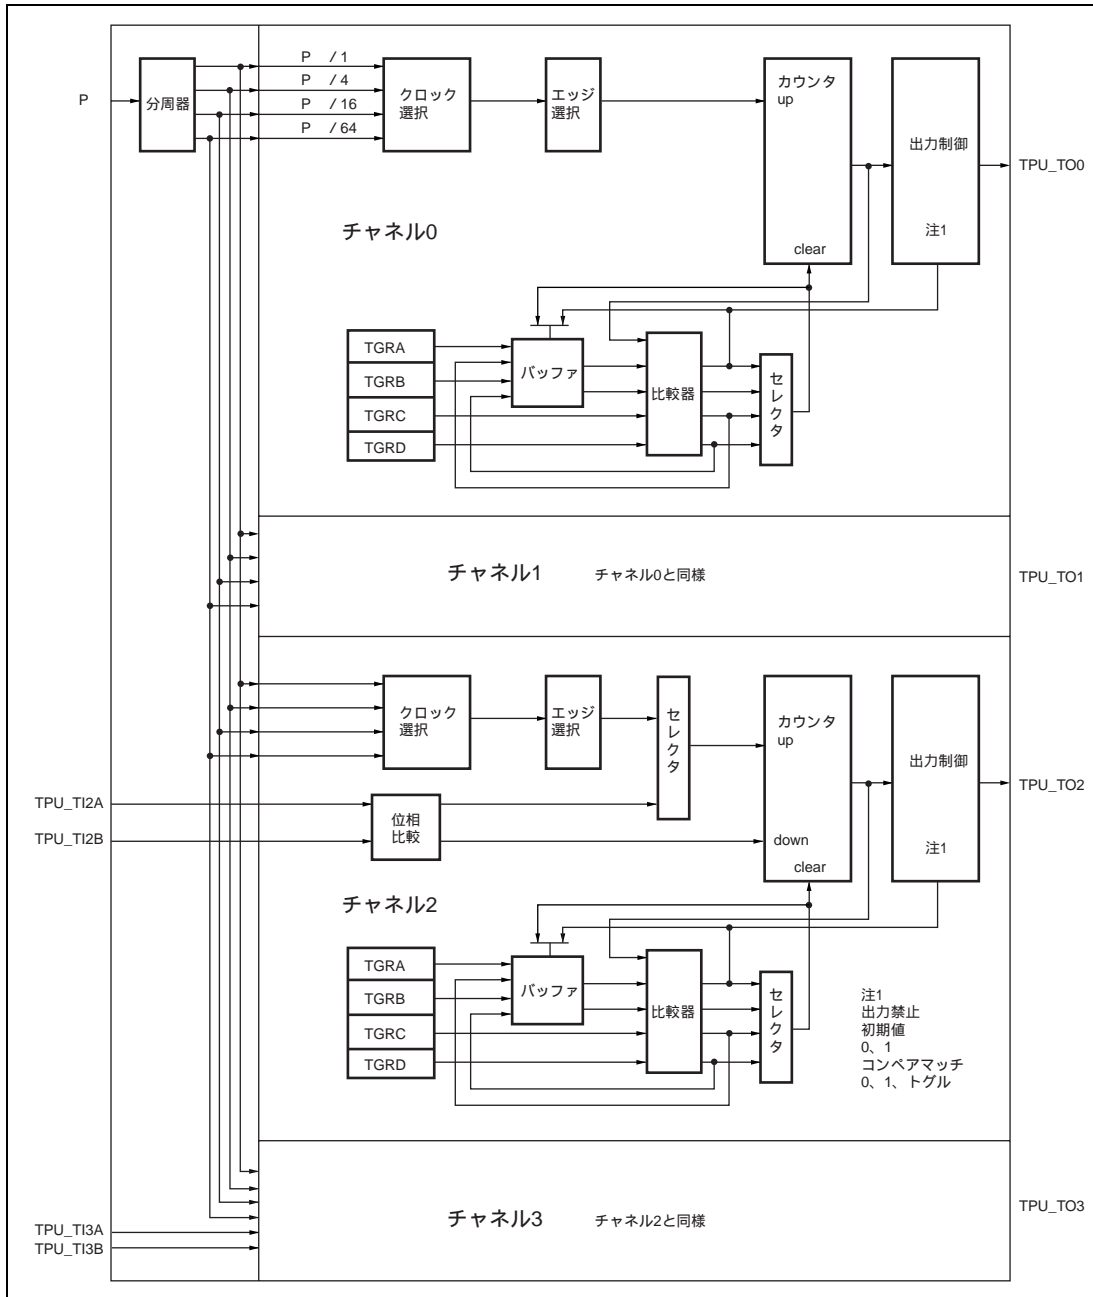 P
分周器
P /1
P /4
P /16
P /64
クロック
選択
エッジ
選択
カウンタ
up
clear
出力制御
注1
TPU_TO0
チャネル0
TGRA
TGRB
TGRC
TGRD
バッファ
比較器
セレクタ
チャネル1 チャネル0と同様
TPU_TO1
クロック
選択
エッジ
選択
セレクタ
カウンタ
up
down
clear
出力制御
注1
TPU_TO2
TPU_TI2A
TPU_TI2B
位相
比較
チャネル2
TGRA
TGRB
TGRC
TGRD
バッファ
比較器
セレクタ
注1
出力禁止
初期値
0、1
コンペアマッチ
0、1、トグル
チャネル3 チャネル2と同様
TPU_TO3
TPU_TI3A
TPU_TI3B